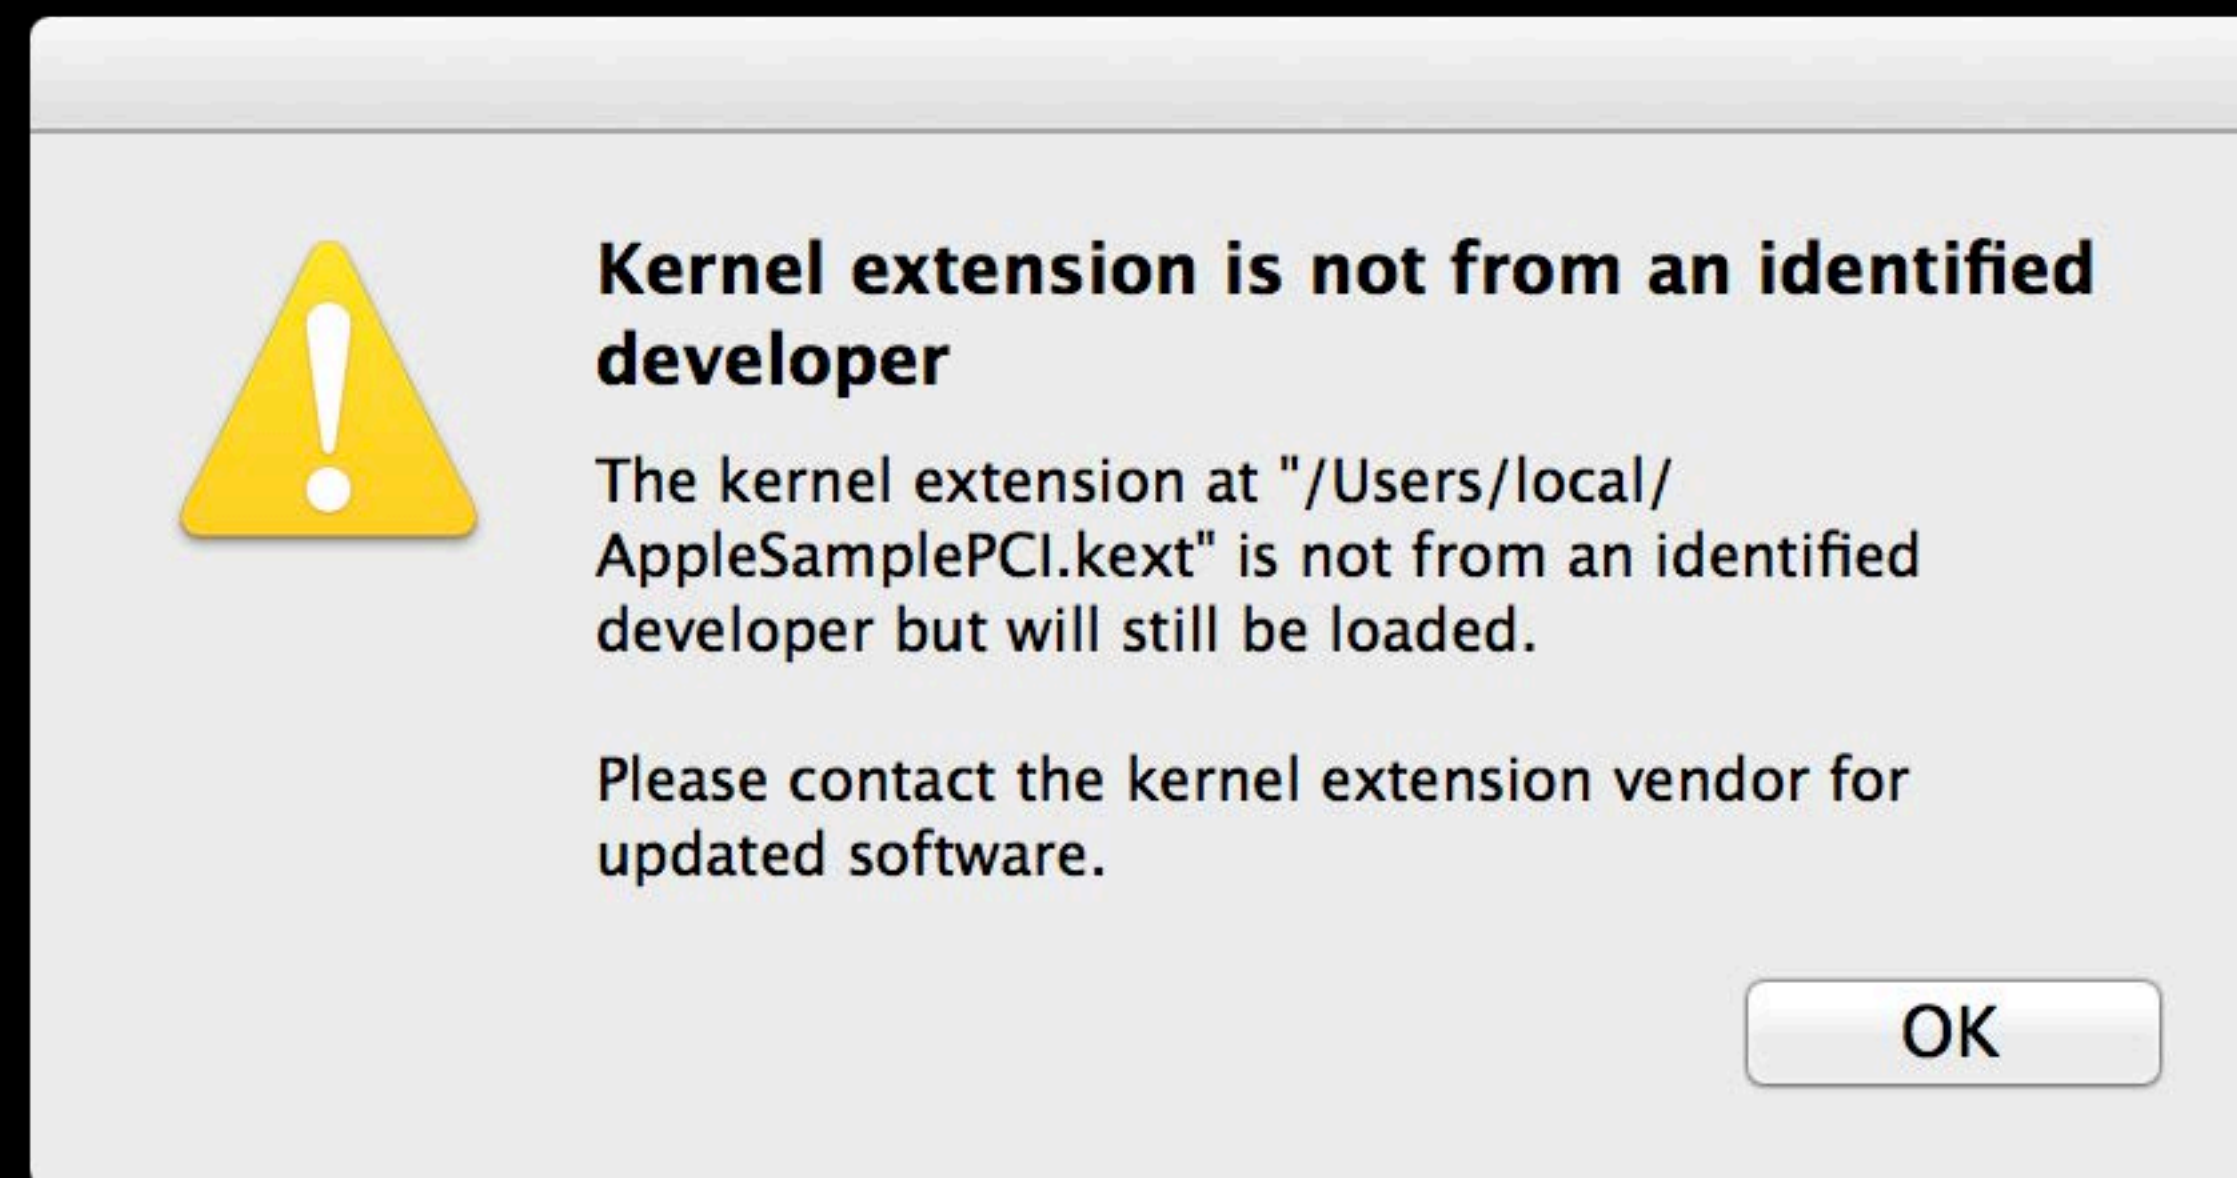 Kernel extension is not from an identified
developer
The kernel extension at "/Users/local/
AppleSamplePCI.kext" is not from an identified
developer but will still be loaded.
Please contact the kernel extension vendor for
updated software.
OK